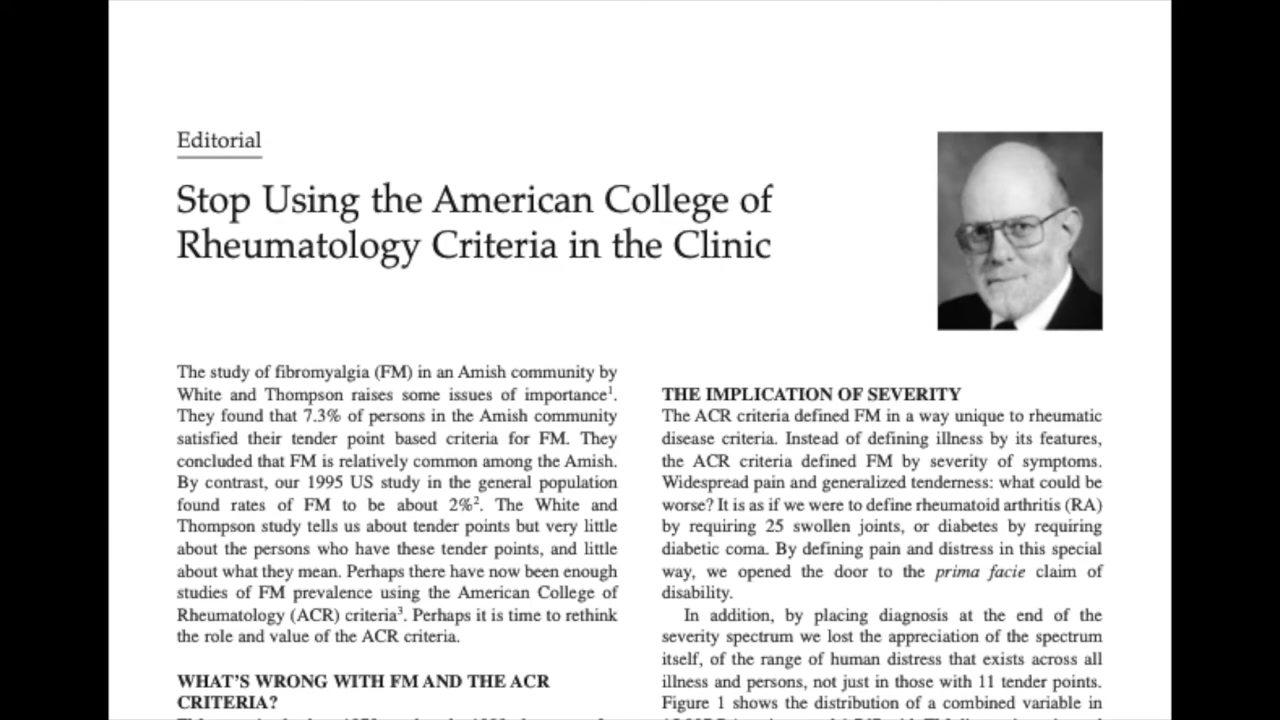 Editorial
Stop Using the American College of
Rheumatology Criteria in the Clinic
The study of fibromyalgia (FM) in an Amish community by
White and Thompson raises some issues of importance¹.
They found that 7.3% of persons in the Amish community
satisfied their tender point based criteria for FM. They
concluded that FM is relatively common among the Amish.
By contrast, our 1995 US study in the general population
found rates of FM to be about 2%². The White and
Thompson study tells us about tender points but very little
about the persons who have these tender points, and little
about what they mean. Perhaps there have now been enough
studies of FM prevalence using the American College of
Rheumatology (ACR) criteria³. Perhaps it is time to rethink
the role and value of the ACR criteria.
WHAT'S WRONG WITH FM AND THE ACR
CRITERIA?
THE IMPLICATION OF SEVERITY
The ACR criteria defined FM in a way unique to rheumatic
disease criteria. Instead of defining illness by its features,
the ACR criteria defined FM by severity of symptoms.
Widespread pain and generalized tenderness: what could be
worse? It is as if we were to define rheumatoid arthritis (RA)
by requiring 25 swollen joints, or diabetes by requiring
diabetic coma. By defining pain and distress in this special
way, we opened the door to the prima facie claim of
disability.
In addition, by placing diagnosis at the end of the
severity spectrum we lost the appreciation of the spectrum
itself, of the range of human distress that exists across all
illness and persons, not just in those with 11 tender points.
Figure 1 shows the distribution of a combined variable in